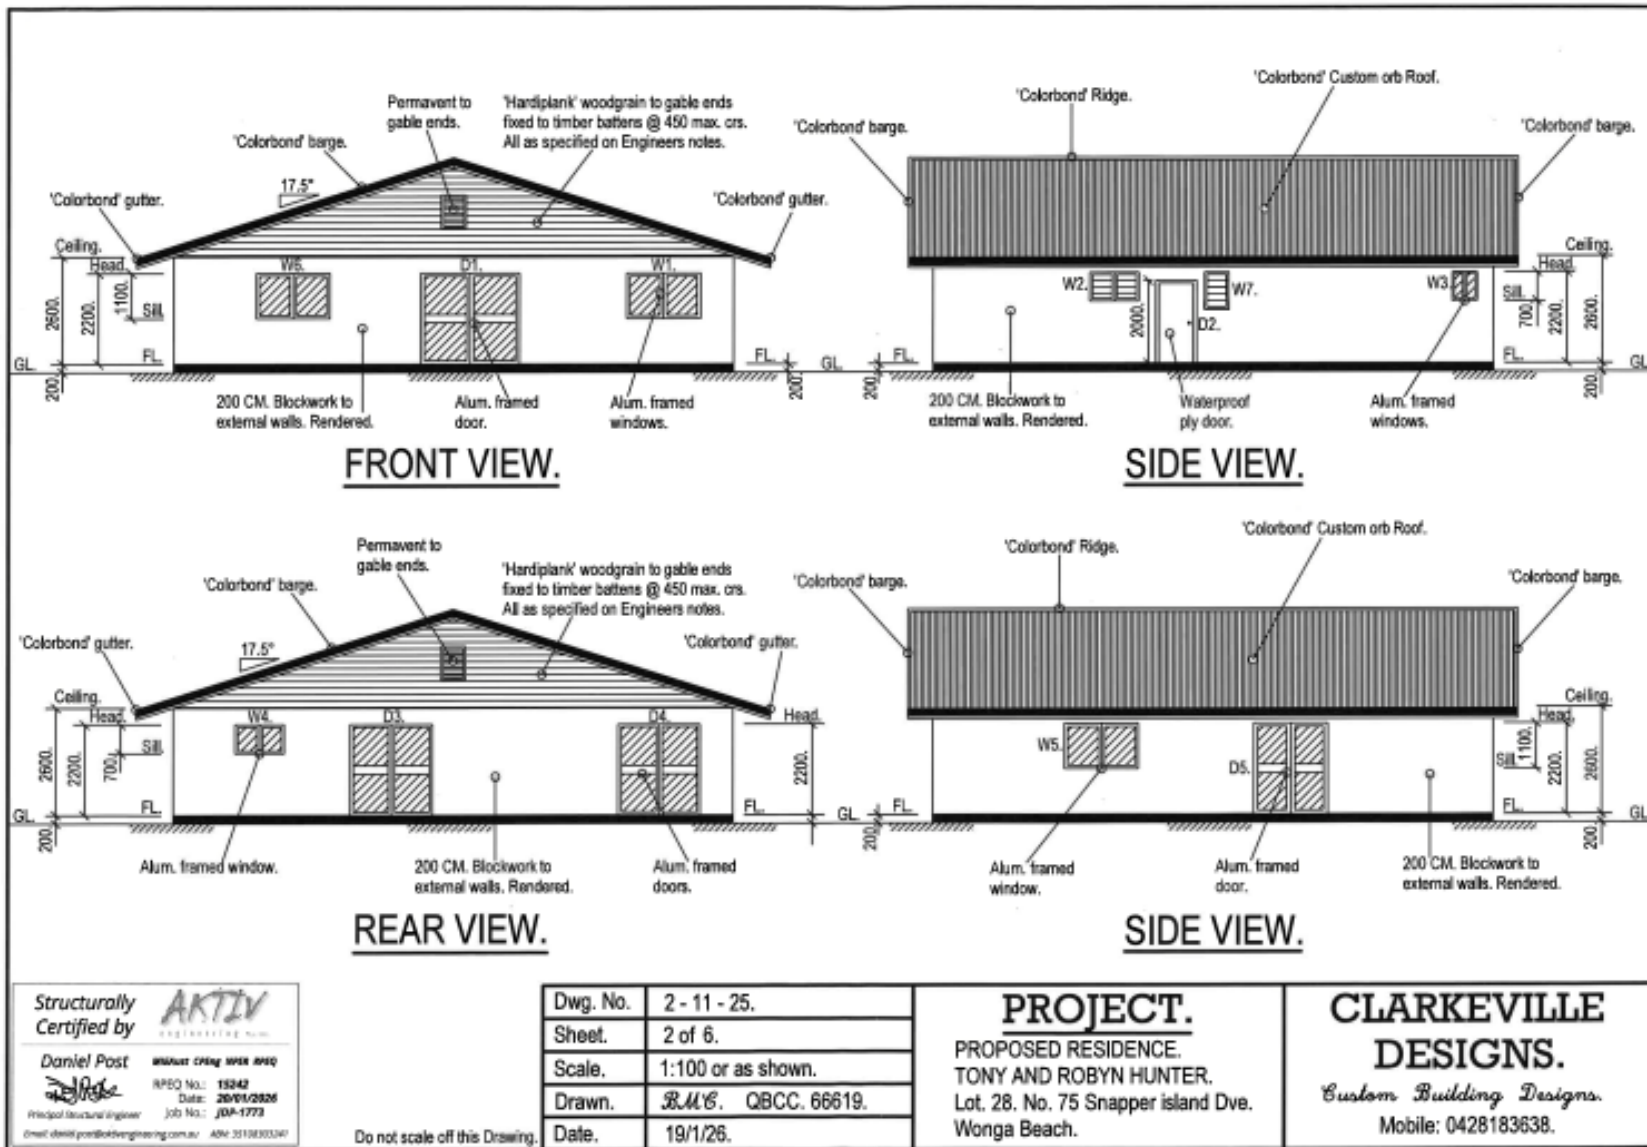 Permavent to
gable ends.
'Hardiplank' woodgrain to gable ends
fixed to timber battens @ 450 max. crs.
All as specified on Engineers notes.
'Colorbond' barge.
17.5°
'Colorbond' gutter.
'Colorbond' gutter.
Ceiling.
Head.
Sill.
FL.
GL.
2600.
2200.
1100.
200.
W6.
D1.
W1.
FL.
200.
200 CM. Blockwork to
external walls. Rendered.
Alum. framed
door.
Alum. framed
windows.
FRONT VIEW.
'Colorbond' Custom orb Roof.
'Colorbond' Ridge.
'Colorbond' barge.
'Colorbond' barge.
W2.
W7.
W3.
D2.
2000.
Ceiling.
Head.
Sill.
700.
2200.
2600.
FL.
GL.
FL.
GL.
200.
200.
200 CM. Blockwork to
external walls. Rendered.
Waterproof
ply door.
Alum. framed
windows.
SIDE VIEW.
Permavent to
gable ends.
'Hardiplank' woodgrain to gable ends
fixed to timber battens @ 450 max. crs.
All as specified on Engineers notes.
'Colorbond' barge.
17.5°
'Colorbond' gutter.
'Colorbond' gutter.
Ceiling.
Head.
Sill.
FL.
GL.
2600.
2200.
700.
200.
W4.
D3.
D4.
Head.
2200.
FL.
Alum. framed window.
200 CM. Blockwork to
external walls. Rendered.
Alum. framed
doors.
REAR VIEW.
'Colorbond' Custom orb Roof.
'Colorbond' Ridge.
'Colorbond' barge.
'Colorbond' barge.
W5.
D5.
Ceiling.
Head.
Sill.
1100.
2200.
2600.
FL.
GL.
FL.
GL.
200.
200.
Alum. framed
window.
Alum. framed
door.
200 CM. Blockwork to
external walls. Rendered.
SIDE VIEW.
Structurally
Certified by
AKTIV
engineering
Daniel Post
MIEAust CPEng NPER RPEQ
RPEQ No.: 15242
Date: 20/01/2026
Job No.: JDP-1773
Principal Structural Engineer
Do not scale off this Drawing.
Dwg. No. 2 - 11 - 25.
Sheet. 2 of 6.
Scale. 1:100 or as shown.
Drawn. B.M.C. QBCC. 66619.
Date. 19/1/26.
PROJECT.
PROPOSED RESIDENCE.
TONY AND ROBYN HUNTER.
Lot. 28. No. 75 Snapper island Dve.
Wonga Beach.
CLARKEVILLE
DESIGNS.
Custom Building Designs.
Mobile: 0428183638.